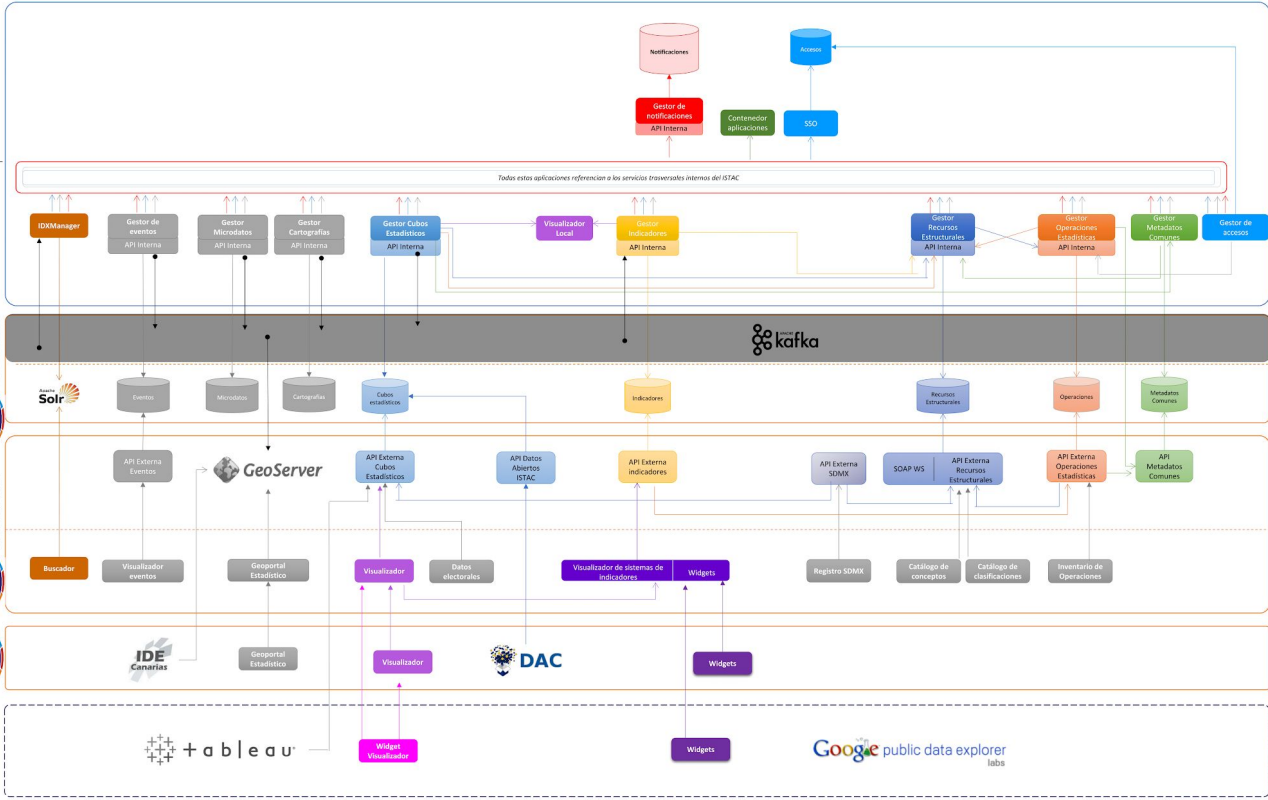 Notificaciones
Accesos
Gestor de
notificaciones
API Interna
Contenedor
aplicaciones
SSO
Todas estas aplicaciones referencian a los servicios trasversales internos del ISTAC
IDXManager
Gestor de
eventos
API Interna
Gestor
Microdatos
API Interna
Gestor
Cartografías
API Interna
Gestor Cubos
Estadísticos
API Interna
Visualizador
Local
Gestor
Indicadores
API Interna
Gestor
Recursos
Estructurales
API Interna
Gestor
Operaciones
Estadísticas
API Interna
Gestor
Metadatos
Comunes
Gestor de
accesos
APACHE
kafka
Apache
Solr
Eventos
Microdatos
Cartografías
Cubos
estadísticos
Indicadores
Recursos
Estructurales
Operaciones
Metadatos
Comunes
API Externa
Eventos
GeoServer
API Externa
Cubos
Estadísticos
API Datos
Abiertos
ISTAC
API Externa
indicadores
API Externa
SDMX
SOAP WS
API Externa
Recursos
Estructurales
API Externa
Operaciones
Estadísticas
API
Metadatos
Comunes
Buscador
Visualizador
eventos
Geoportal
Estadístico
Visualizador
Datos
electorales
Visualizador de sistemas de
indicadores
Widgets
Registro SDMX
Catálogo de
conceptos
Catálogo de
clasificaciones
Inventario de
Operaciones
IDE
Canarias
Geoportal
Estadístico
Visualizador
DAC
Widgets
+ableau
Widget
Visualizador
Widgets
Google public data explorer
labs